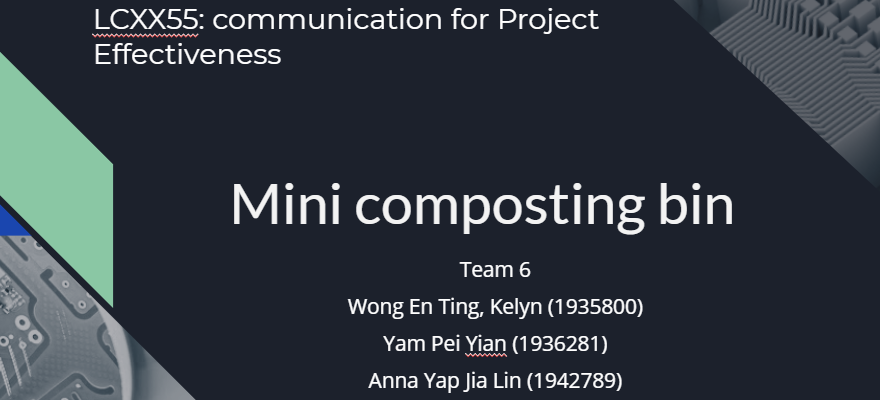 LCXX55: communication for Project
Effectiveness
Mini composting bin
Team 6
Wong En Ting, Kelyn (1935800)
Yam Pei Yian (1936281)
Anna Yap Jia Lin (1942789)